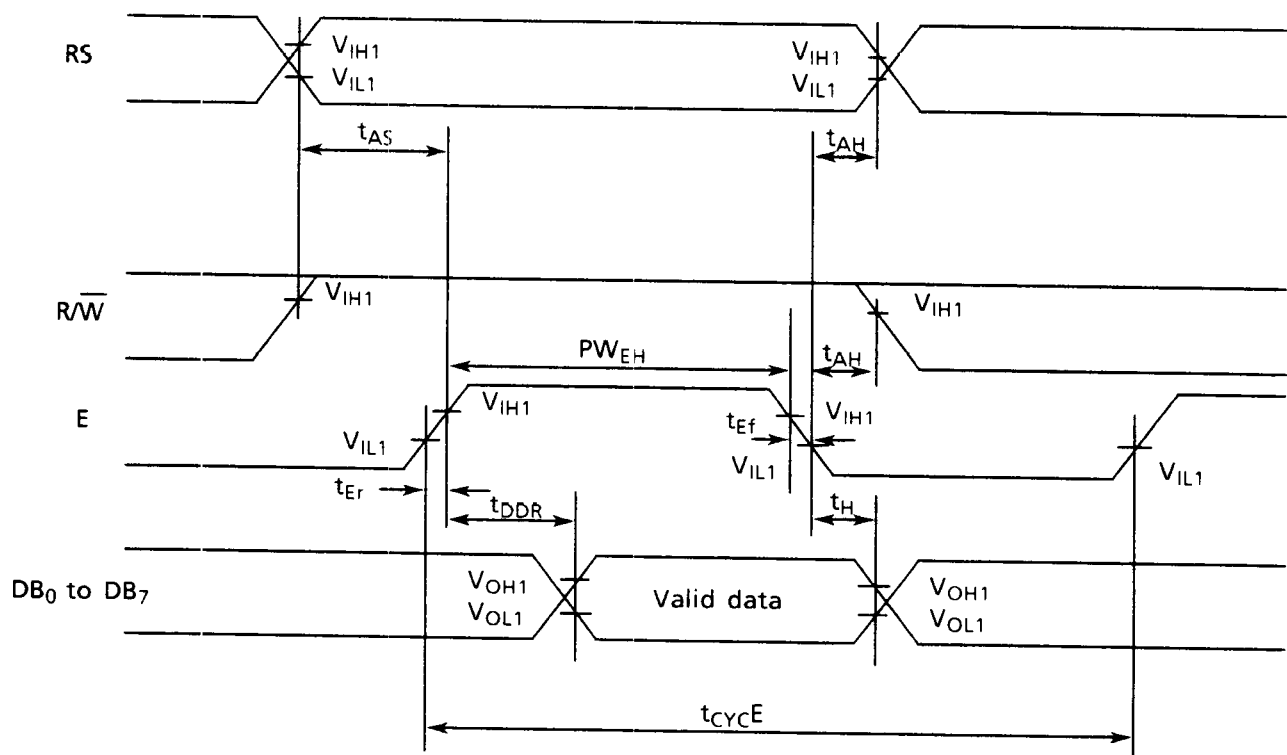 RS
V_IH1
V_IL1
V_IH1
V_IL1
t_AS
t_AH
R/W̅
V_IH1
V_IH1
PW_EH
t_AH
E
V_IL1
V_IH1
t_Ef
V_IH1
V_IL1
V_IL1
t_Er
t_DDR
t_H
DB₀ to DB₇
V_OH1
V_OL1
Valid data
V_OH1
V_OL1
t_CYCE